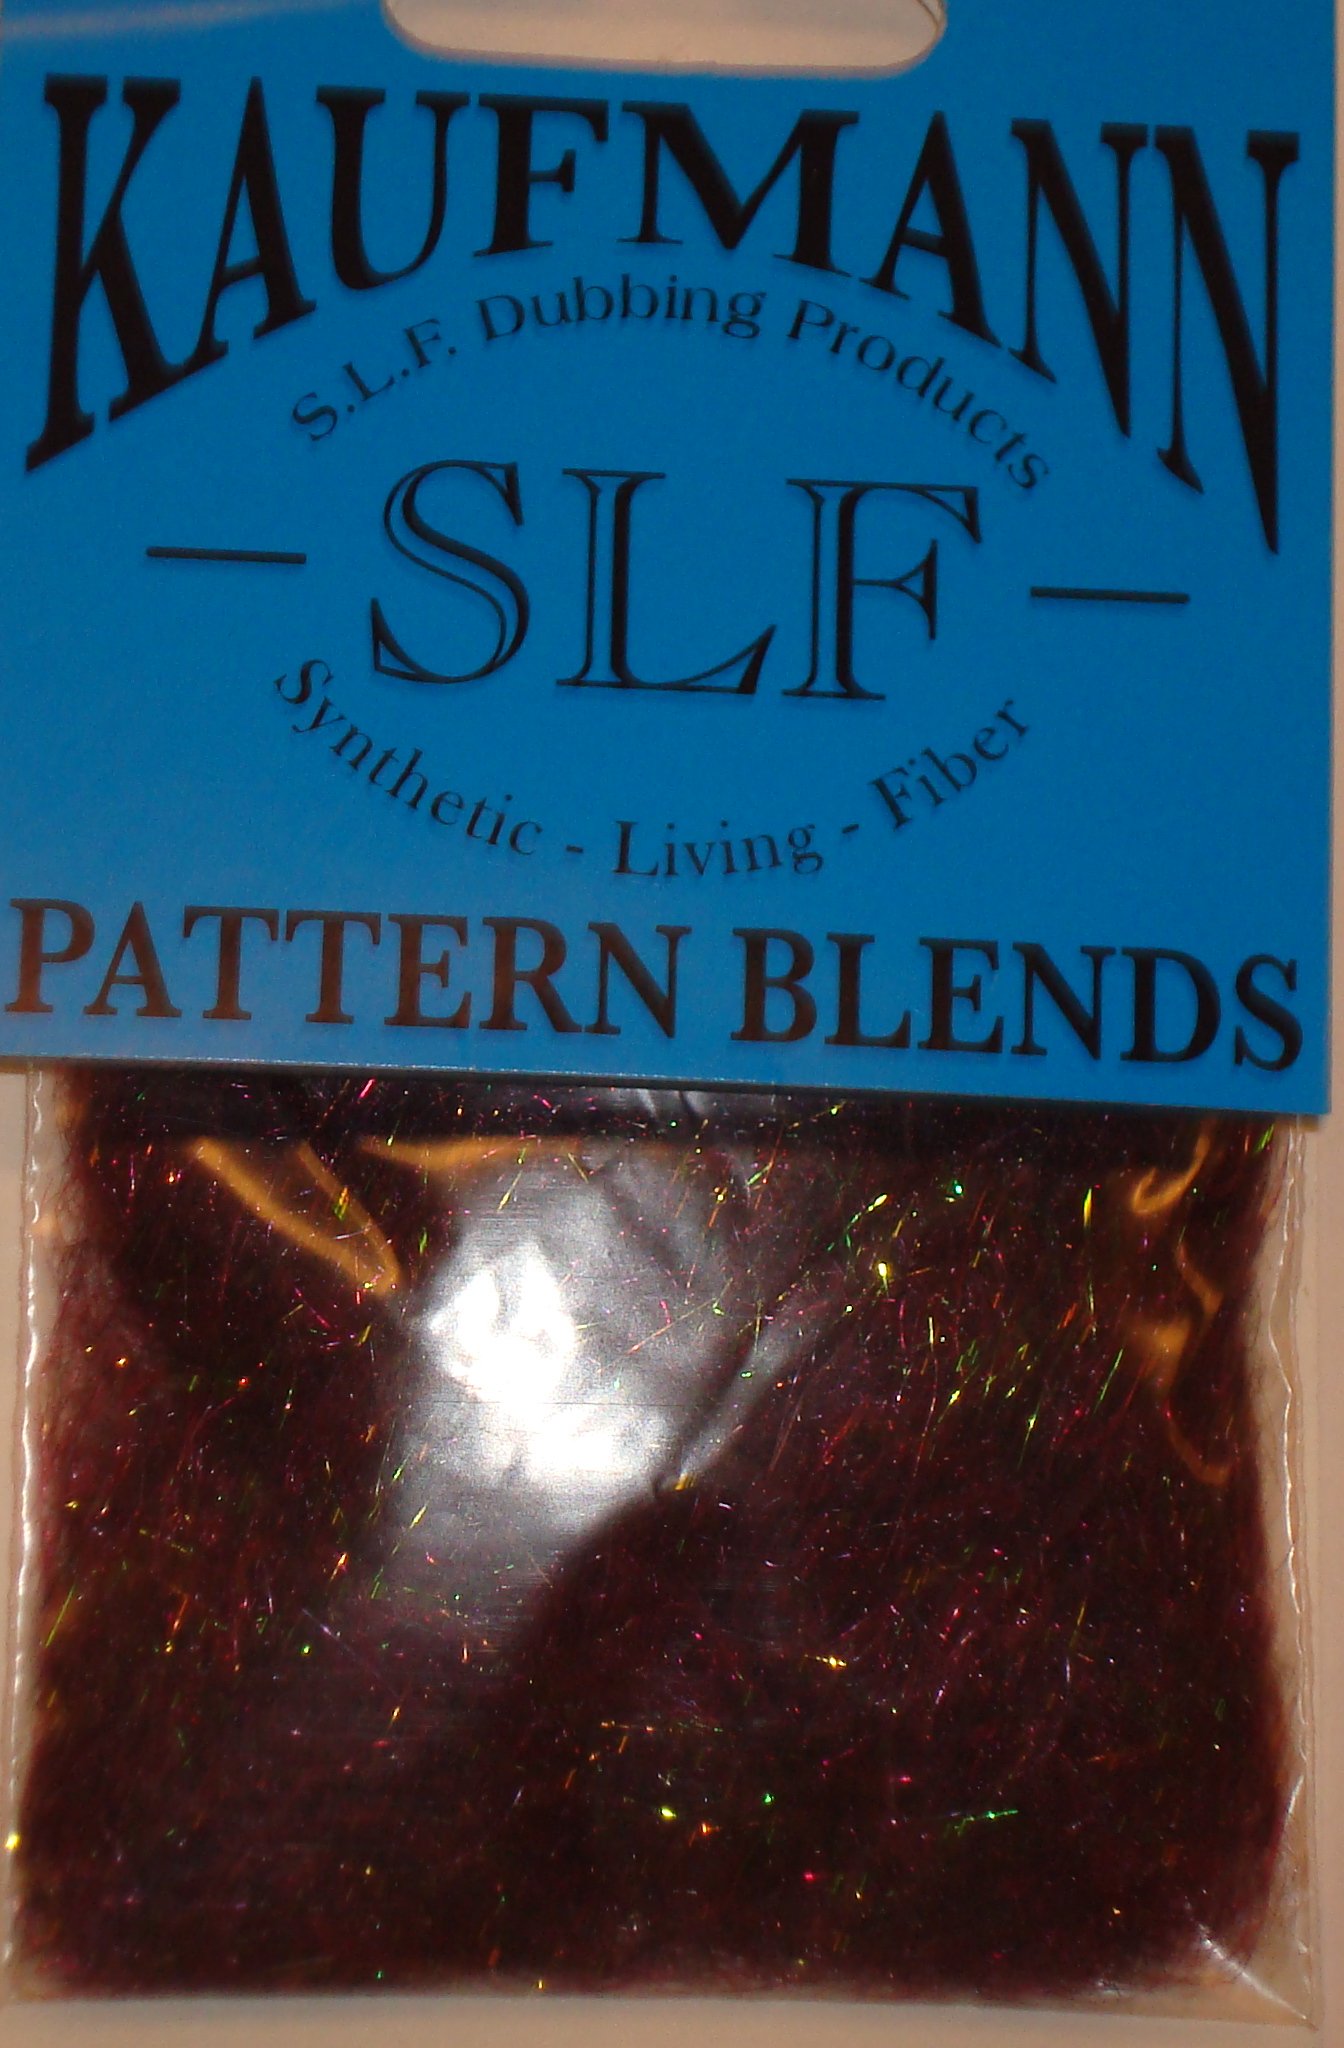 KAUFMANN
S.L.F. Dubbing Products
SLF
Synthetic - Living - Fiber
PATTERN BLENDS